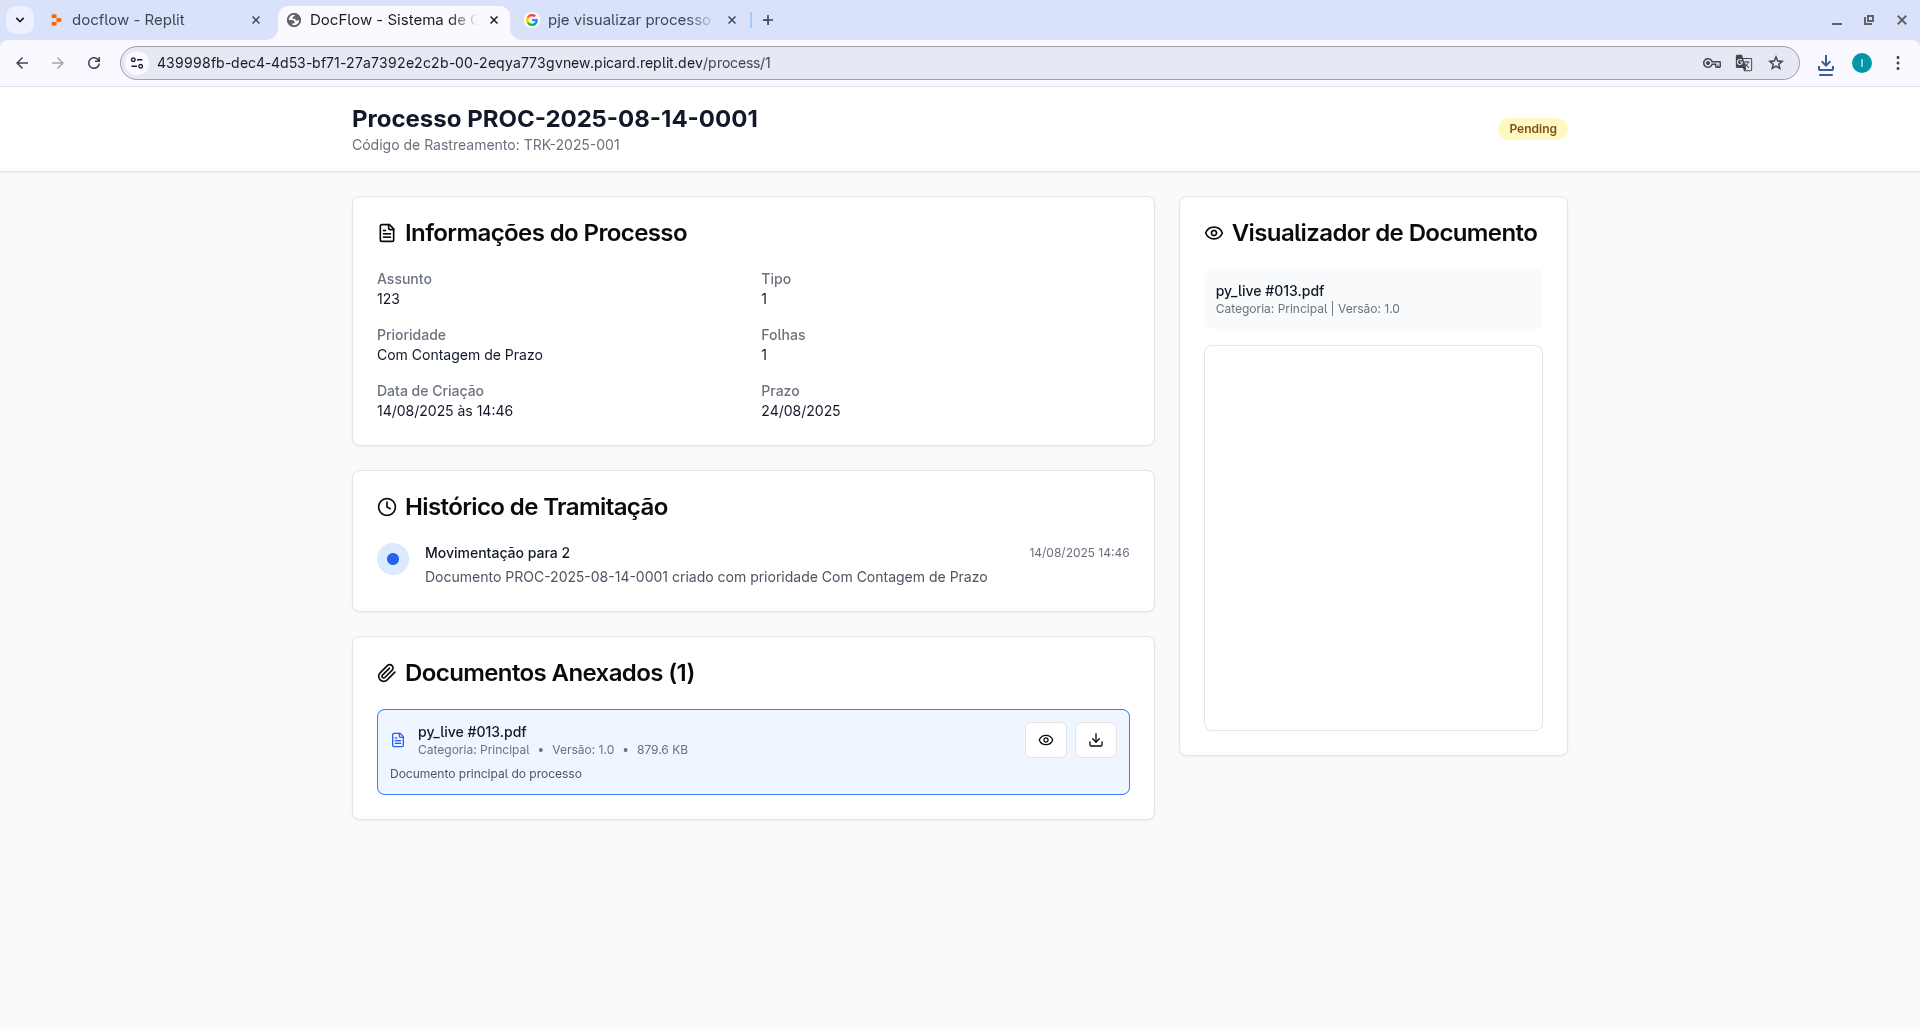 docflow - Replit
DocFlow - Sistema de
pje visualizar processo
439998fb-dec4-4d53-bf71-27a7392e2c2b-00-2eqya773gvnew.picard.replit.dev/process/1
I
Processo PROC-2025-08-14-0001
Código de Rastreamento: TRK-2025-001
Pending
Informações do Processo
Assunto
123
Tipo
1
Prioridade
Com Contagem de Prazo
Folhas
1
Data de Criação
14/08/2025 às 14:46
Prazo
24/08/2025
Histórico de Tramitação
Movimentação para 2
14/08/2025 14:46
Documento PROC-2025-08-14-0001 criado com prioridade Com Contagem de Prazo
Documentos Anexados (1)
py_live #013.pdf
Categoria: Principal • Versão: 1.0 • 879.6 KB
Documento principal do processo
Visualizador de Documento
py_live #013.pdf
Categoria: Principal | Versão: 1.0